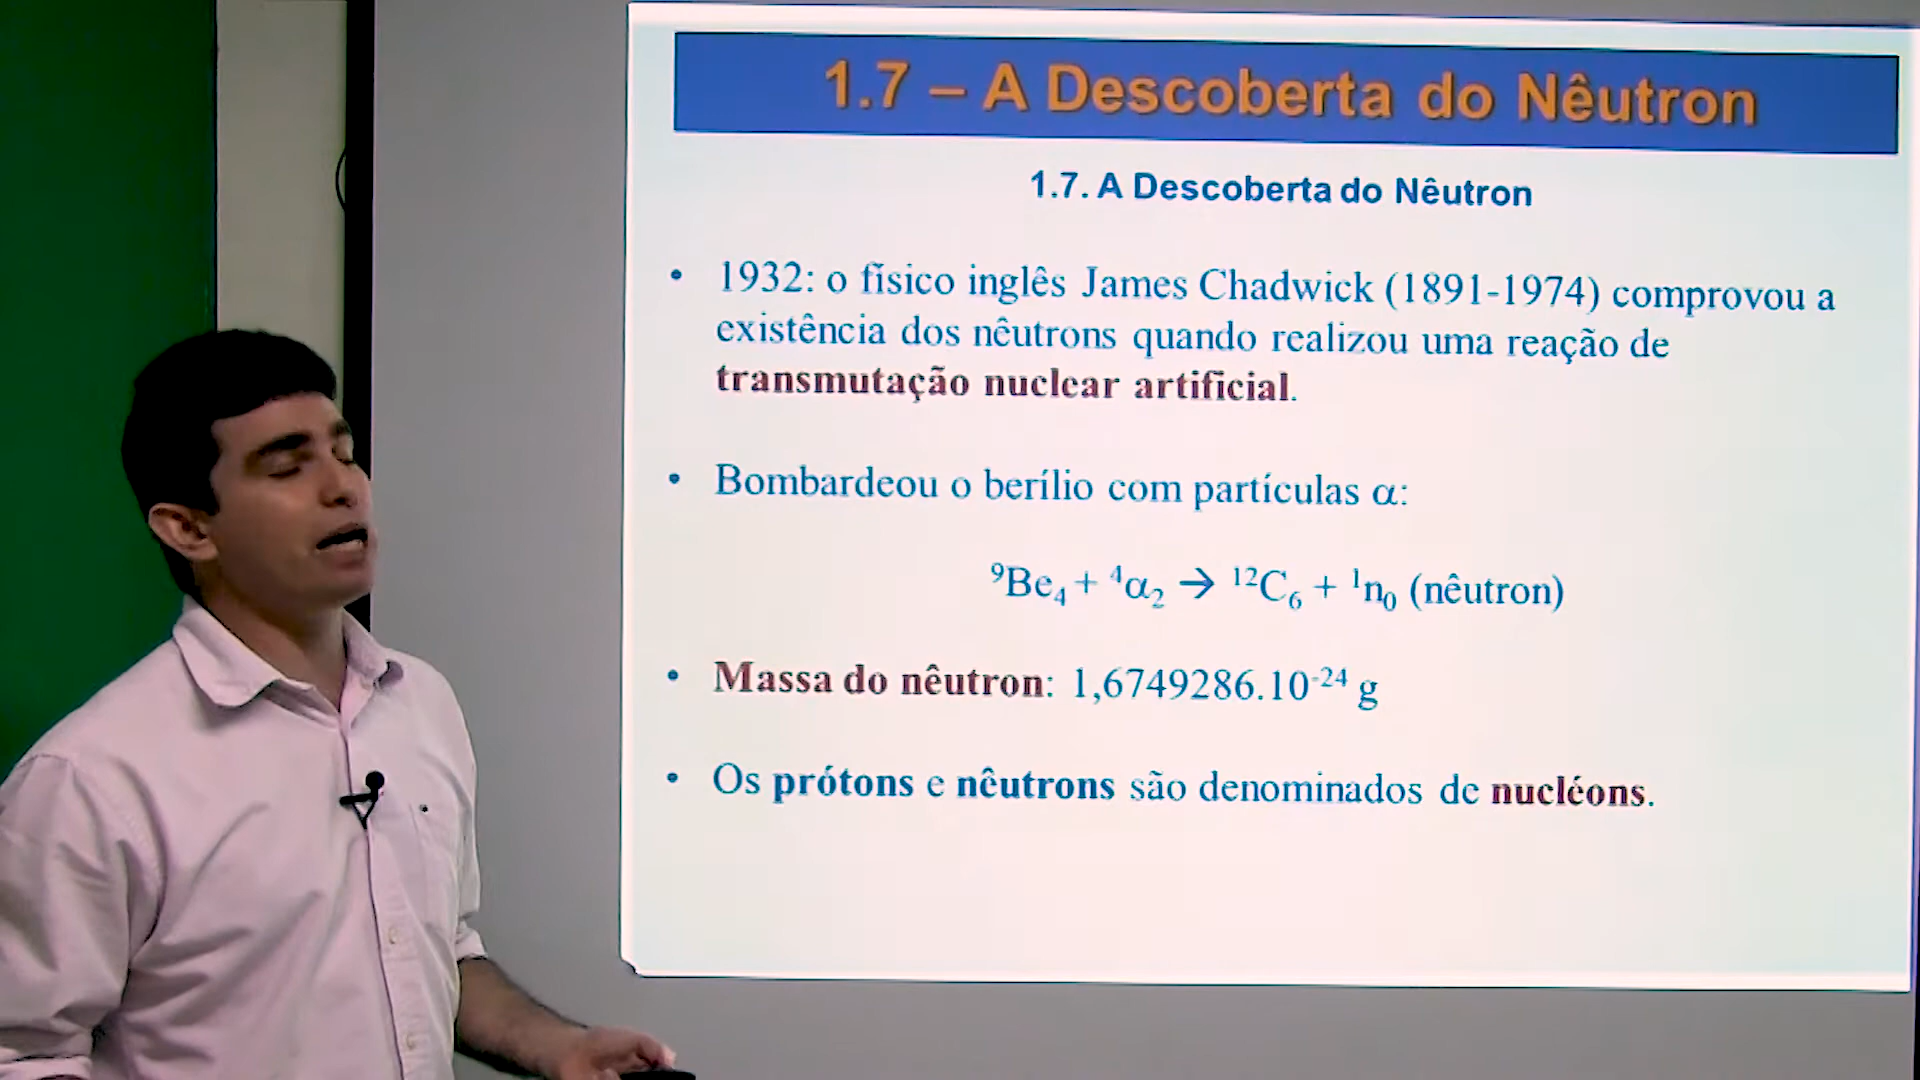 1.7 – A Descoberta do Nêutron
1.7. A Descoberta do Nêutron
• 1932: o físico inglês James Chadwick (1891-1974) comprovou a
existência dos nêutrons quando realizou uma reação de
transmutação nuclear artificial.
• Bombardeou o berílio com partículas α:
⁹Be₄ + ⁴α₂ → ¹²C₆ + ¹n₀ (nêutron)
• Massa do nêutron: 1,6749286.10⁻²⁴ g
• Os prótons e nêutrons são denominados de nucléons.